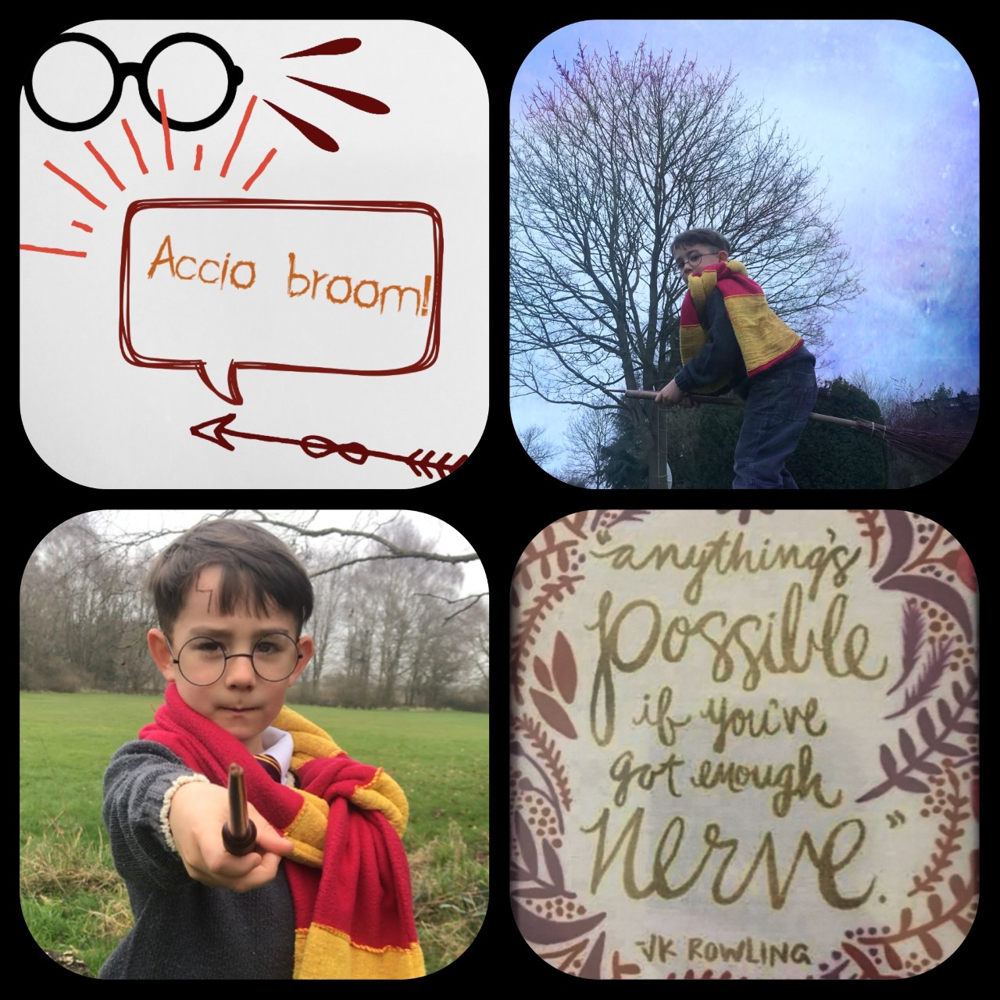 Accio broom!
"anything's
possible
if you've
got enough
Nerve."
-JK ROWLING